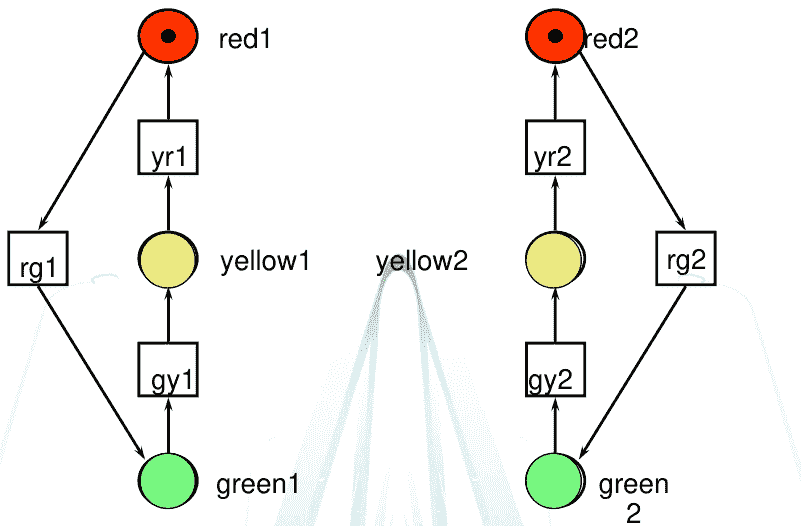 red1
red2
yr1
yr2
rg1
yellow1
yellow2
rg2
gy1
gy2
green1
green
2